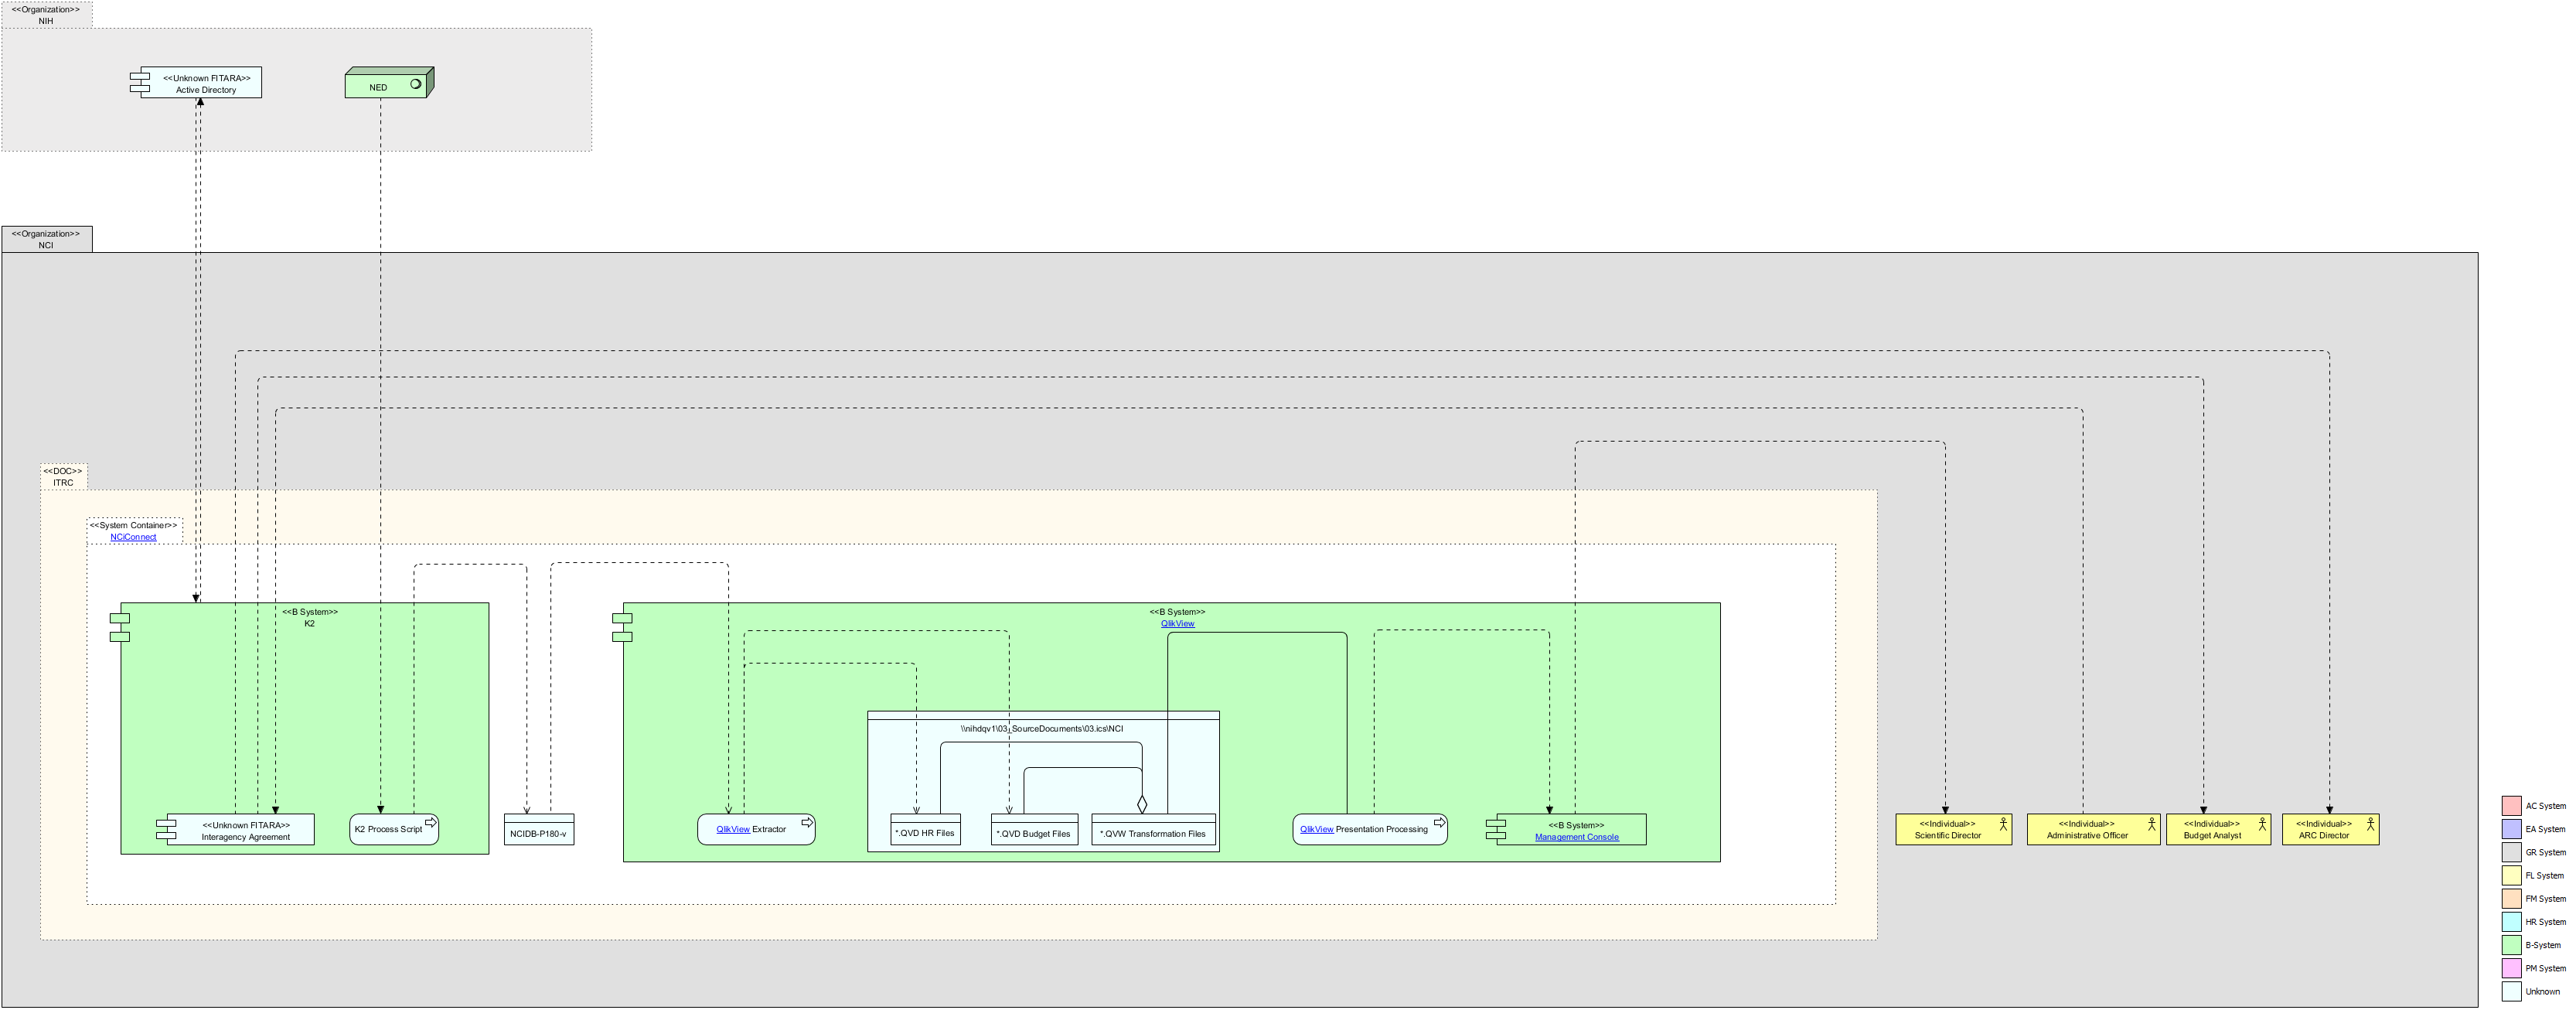 <<Organization>>
NIH
<<Unknown FITARA>>
Active Directory
NED
<<Organization>>
NCI
<<DOC>>
ITRC
<<System Container>>
NCiConnect
<<B System>>
K2
<<B System>>
QlikView
\\nihdqv1\03_SourceDocuments\03.ics\NCI
<<Unknown FITARA>>
Interagency Agreement
K2 Process Script
NCIDB-P180-v
QlikView Extractor
*.QVD HR Files
*.QVD Budget Files
*.QVW Transformation Files
QlikView Presentation Processing
<<B System>>
Management Console
<<Individual>>
Scientific Director
<<Individual>>
Administrative Officer
<<Individual>>
Budget Analyst
<<Individual>>
ARC Director
AC System
EA System
GR System
FL System
FM System
HR System
B-System
PM System
Unknown